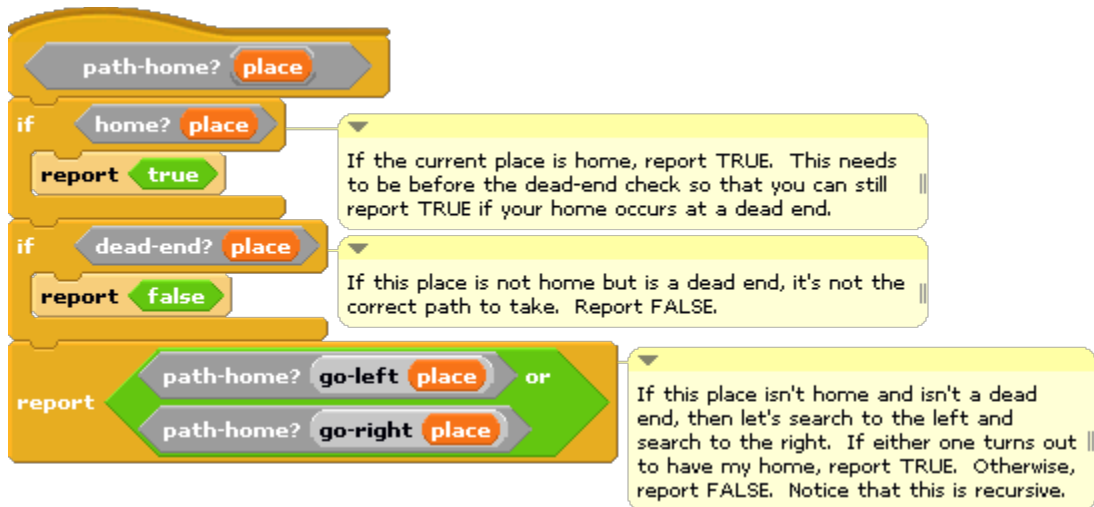 path-home? place
if home? place
If the current place is home, report TRUE. This needs
to be before the dead-end check so that you can still
report TRUE if your home occurs at a dead end.
report true
if dead-end? place
If this place is not home but is a dead end, it's not the
correct path to take. Report FALSE.
report false
path-home? go-left place or
report
path-home? go-right place
If this place isn't home and isn't a dead
end, then let's search to the left and
search to the right. If either one turns out
to have my home, report TRUE. Otherwise,
report FALSE. Notice that this is recursive.